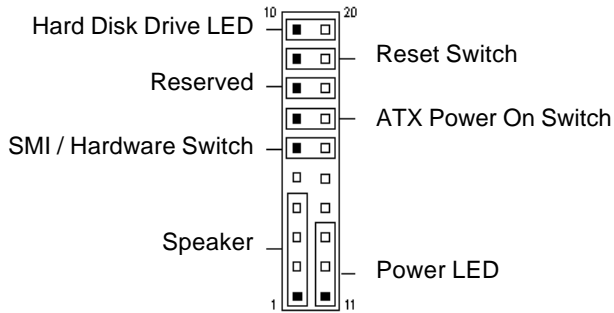 10 20
Hard Disk Drive LED
Reset Switch
Reserved
ATX Power On Switch
SMI / Hardware Switch
Speaker
Power LED
1 11